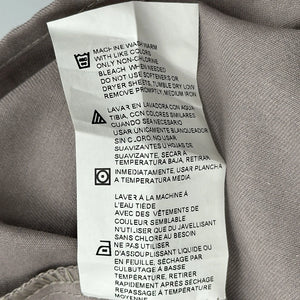 MACHINE WASH WARM
WITH LIKE COLORS
ONLY NON-CHLORINE
BLEACH WHEN NEEDED
DO NOT USE SOFTENERS OR
DRYER SHEETS, TUMBLE DRY LOW
REMOVE PROMPTLY, MEDIUM IRON
LAVAR EN LAVADORA CON AGUA
TIBIA, CON COLORES SIMILARES
CUANDO SEA NECESARIO
USAR UNICAMENTE BLANQUEADOR
SIN CLORO, NO USAR
SUAVIZANTES U HOJAS DE
SUAVIZANTE, SECAR A
TEMPERATURA BAJA, RETIRAR
INMEDIATAMENTE, USAR PLANCHA
A TEMPERATURA MEDIA
LAVER À LA MACHINE À
L'EAU TIÈDE
AVEC DES VÊTEMENTS DE
COULEUR SEMBLABLE
N'UTILISER QUE DU JAVELLISANT
SANS CHLORE AU BESOIN
NE PAS UTILISER
D'ASSOUPLISSANT LIQUIDE OU
EN FEUILLE, SÉCHAGE PAR
CULBUTAGE À BASSE
TEMPÉRATURE, RETIRER
RAPIDEMENT APRÈS SÉCHAGE
REPASSAGE À TEMPÉRATURE
MOYENNE